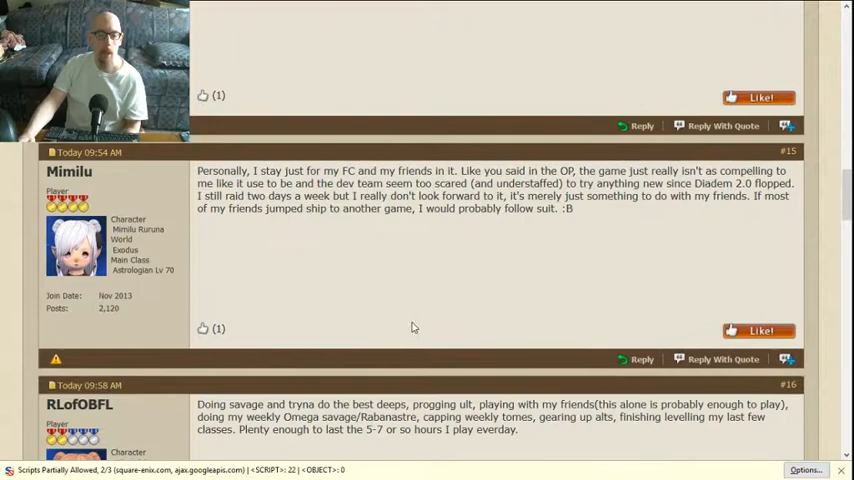 (1)
Like!
Reply
Reply With Quote
Today 09:54 AM
#15
Mimilu
Player
Character
Mimilu Ruruna
World
Exodus
Main Class
Astrologian Lv 70
Join Date: Nov 2013
Posts: 2,120
Personally, I stay just for my FC and my friends in it. Like you said in the OP, the game just really isn't as compelling to
me like it use to be and the dev team seem too scared (and understaffed) to try anything new since Diadem 2.0 flopped.
I still raid two days a week but I really don't look forward to it, it's merely just something to do with my friends. If most
of my friends jumped ship to another game, I would probably follow suit. :B
(1)
Like!
Reply
Reply With Quote
Today 09:58 AM
#16
RLofOBFL
Player
Character
Doing savage and tryna do the best deeps, progging ult, playing with my friends(this alone is probably enough to play),
doing my weekly Omega savage/Rabanastre, capping weekly tomes, gearing up alts, finishing levelling my last few
classes. Plenty enough to last the 5-7 or so hours I play everday.
Scripts Partially Allowed, 2/3 (square-enix.com, ajax.googleapis.com) | <SCRIPT>: 22 | <OBJECT>: 0
Options...